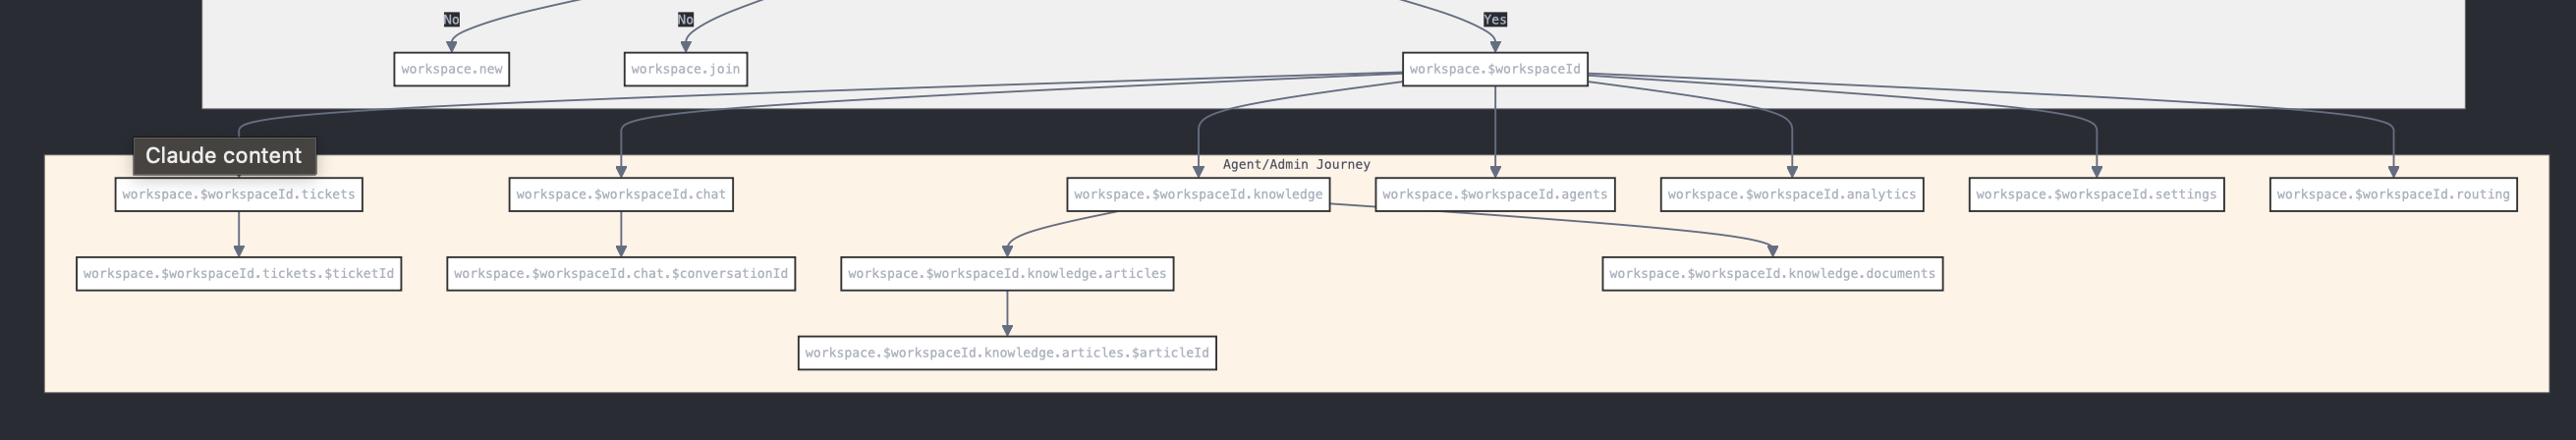 No
No
Yes
workspace.new
workspace.join
workspace.$workspaceId
Claude content
Agent/Admin Journey
workspace.$workspaceId.tickets
workspace.$workspaceId.chat
workspace.$workspaceId.knowledge
workspace.$workspaceId.agents
workspace.$workspaceId.analytics
workspace.$workspaceId.settings
workspace.$workspaceId.routing
workspace.$workspaceId.tickets.$ticketId
workspace.$workspaceId.chat.$conversationId
workspace.$workspaceId.knowledge.articles
workspace.$workspaceId.knowledge.documents
workspace.$workspaceId.knowledge.articles.$articleId